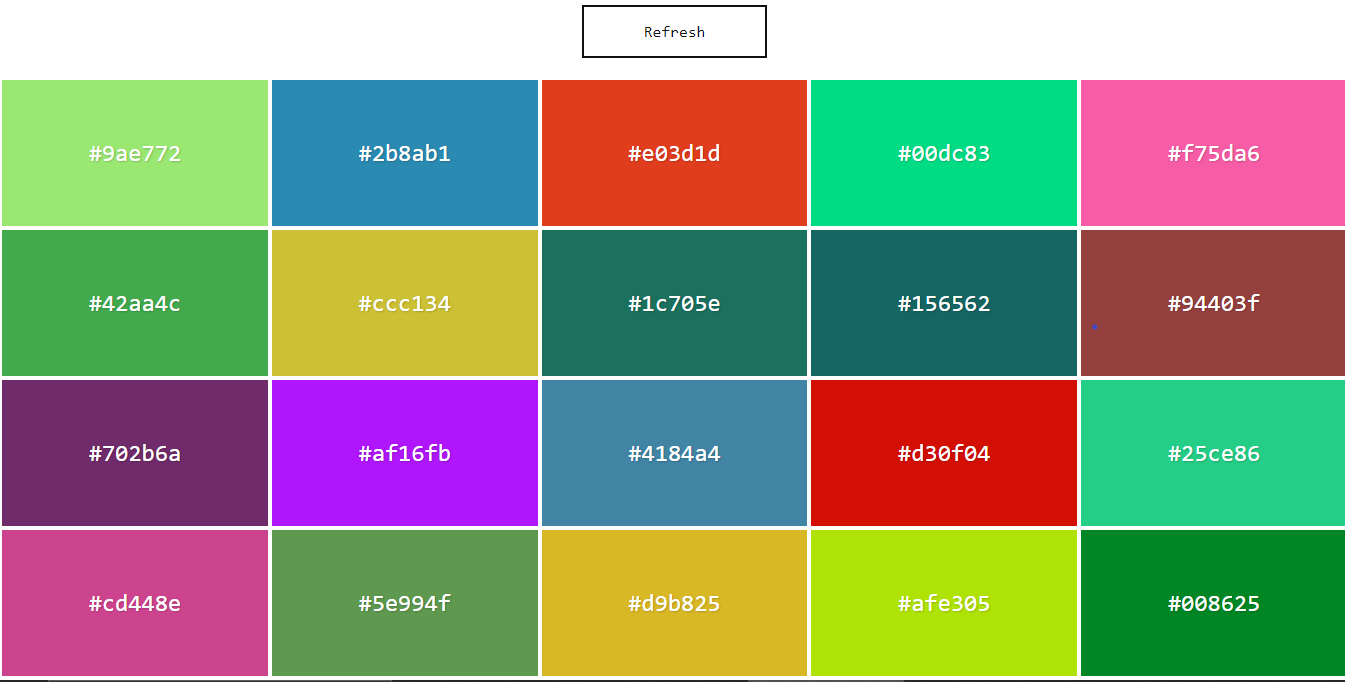 Refresh
#9ae772 #2b8ab1 #e03d1d #00dc83 #f75da6
#42aa4c #ccc134 #1c705e #156562 #94403f
#702b6a #af16fb #4184a4 #d30f04 #25ce86
#cd448e #5e994f #d9b825 #afe305 #008625